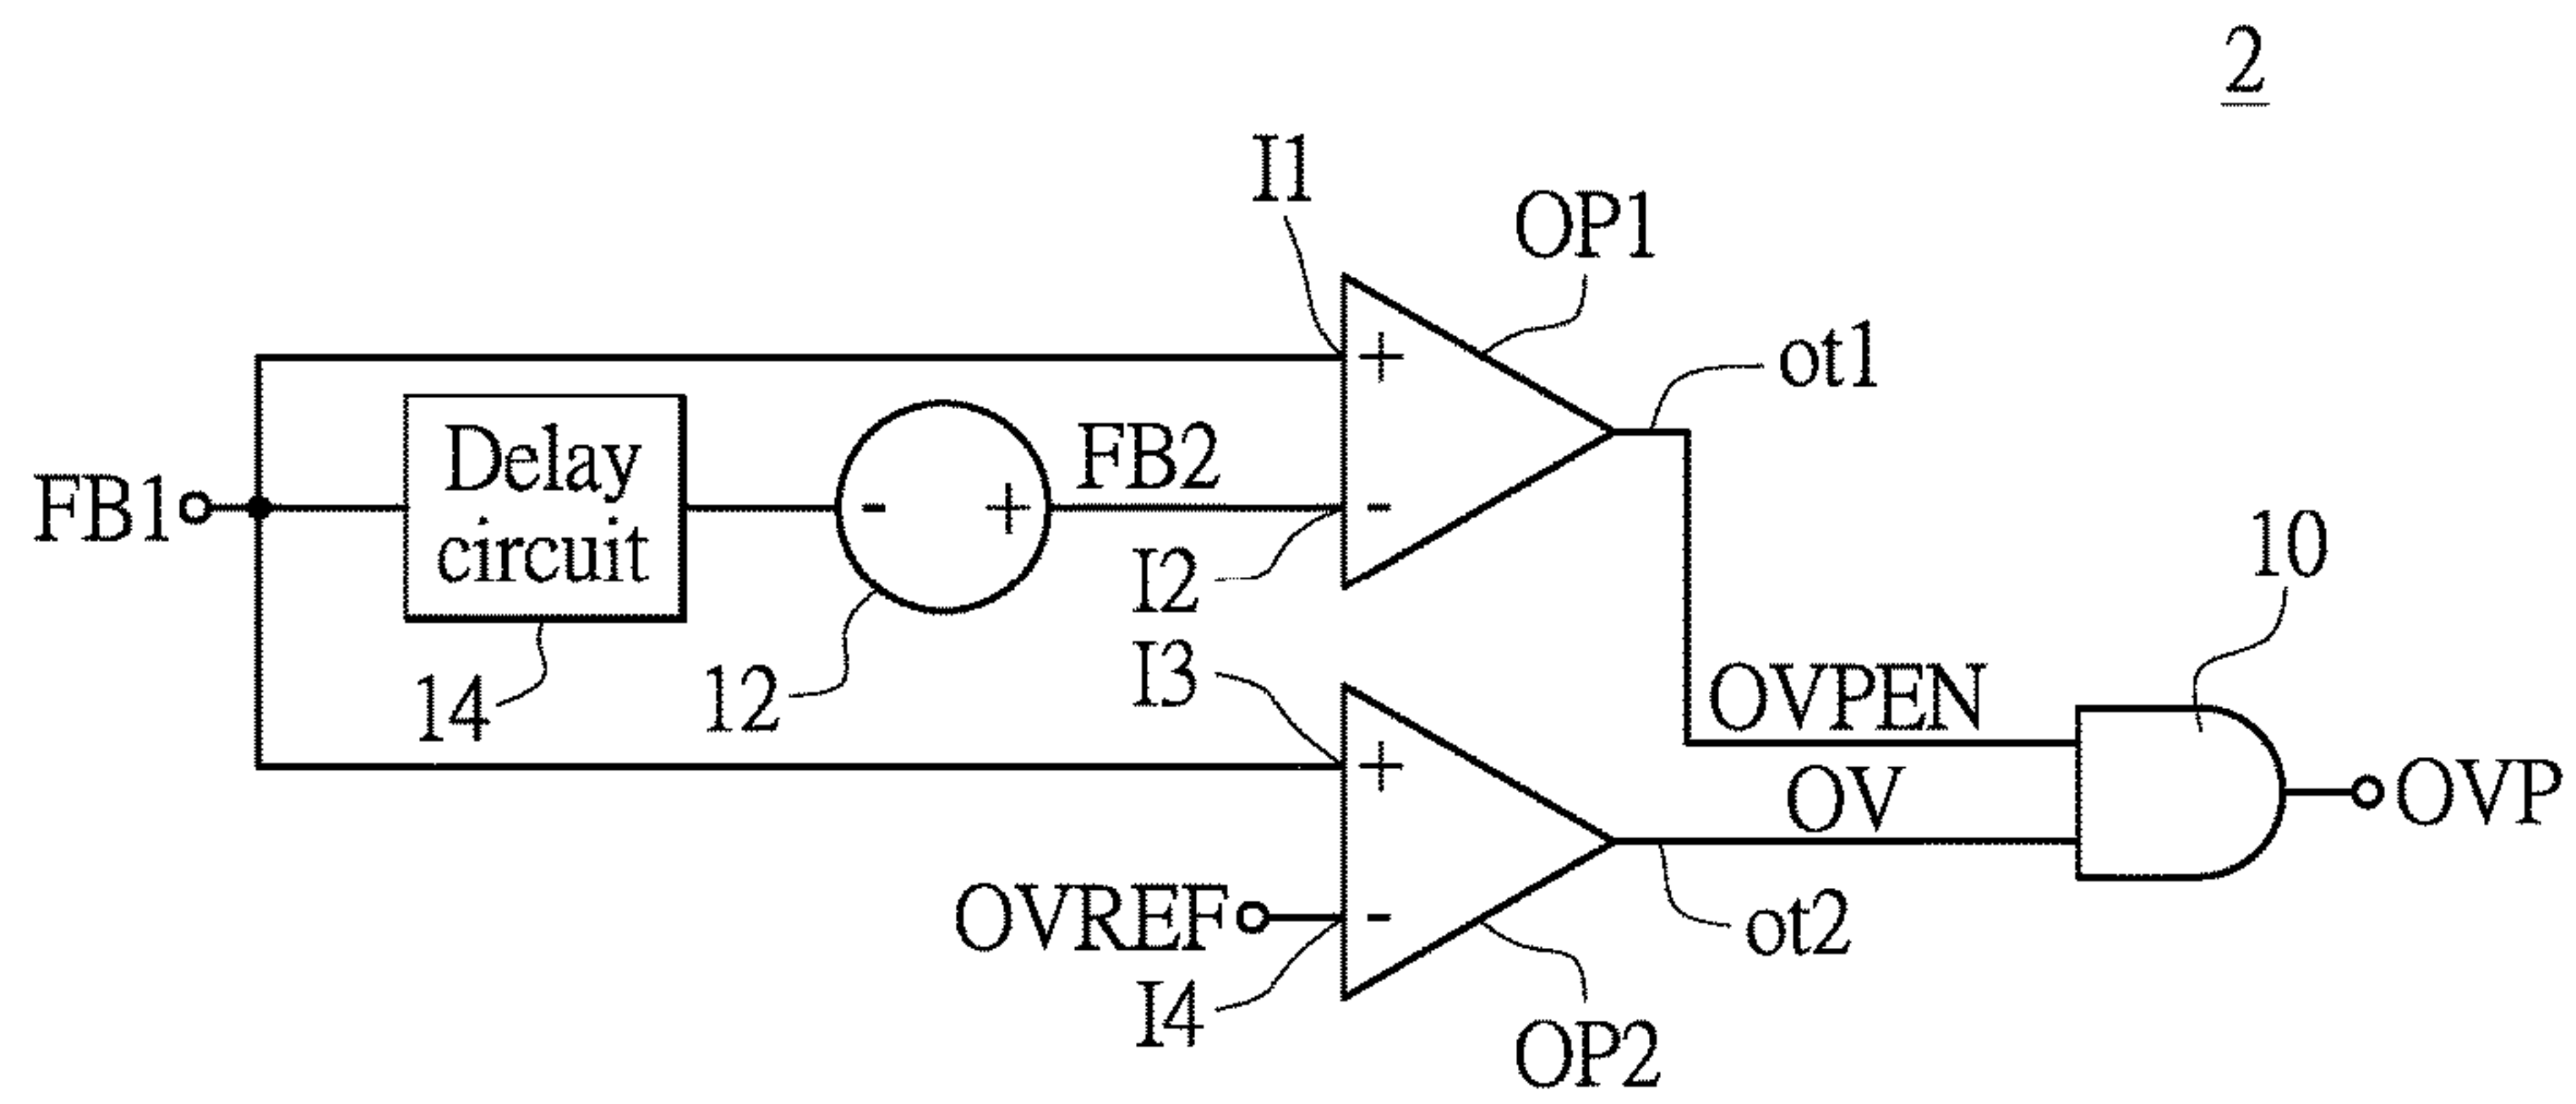 2
I1
OP1
ot1
+
Delay
circuit
FB1
-
+
FB2
-
I2
10
14
12
I3
OVPEN
+
OV
OVP
OVREF
-
ot2
I4
OP2